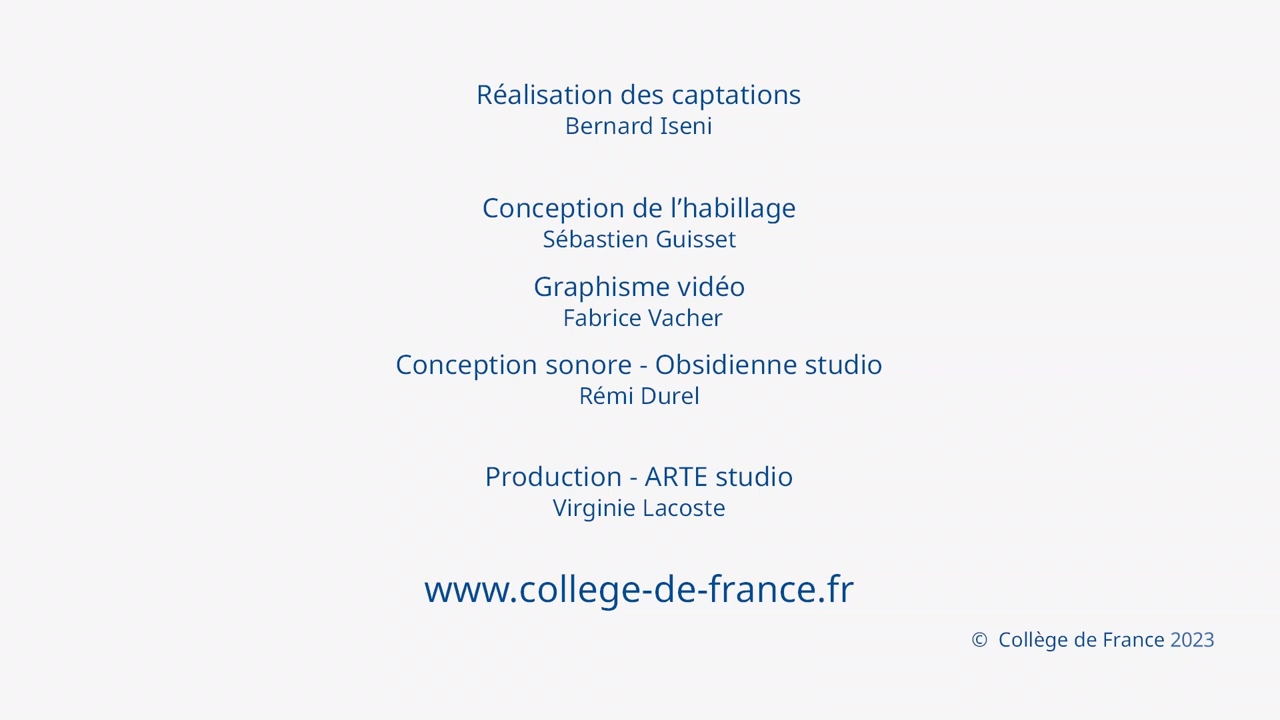 Réalisation des captations
Bernard Iseni
Conception de l’habillage
Sébastien Guisset
Graphisme vidéo
Fabrice Vacher
Conception sonore - Obsidienne studio
Rémi Durel
Production - ARTE studio
Virginie Lacoste
www.college-de-france.fr
© Collège de France 2023